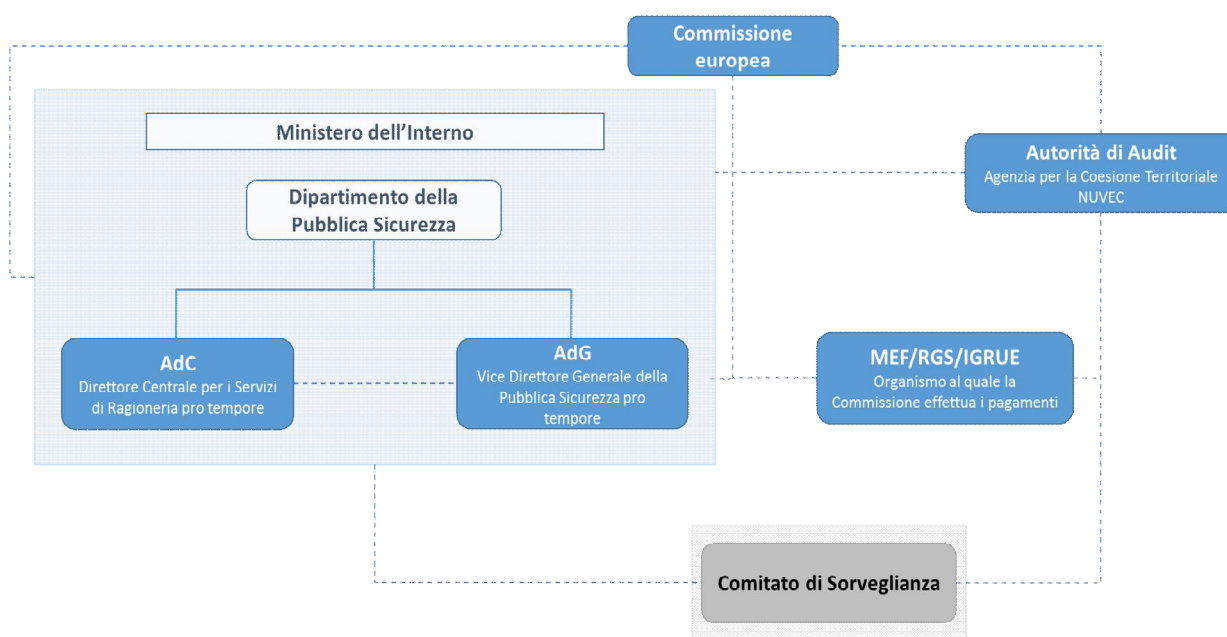 Commissione
europea
Ministero dell'Interno
Autorità di Audit
Agenzia per la Coesione Territoriale
NUVEC
Dipartimento della
Pubblica Sicurezza
AdC
Direttore Centrale per i Servizi
di Ragioneria pro tempore
AdG
Vice Direttore Generale della
Pubblica Sicurezza pro
tempore
MEF/RGS/IGRUE
Organismo al quale la
Commissione effettua i pagamenti
Comitato di Sorveglianza